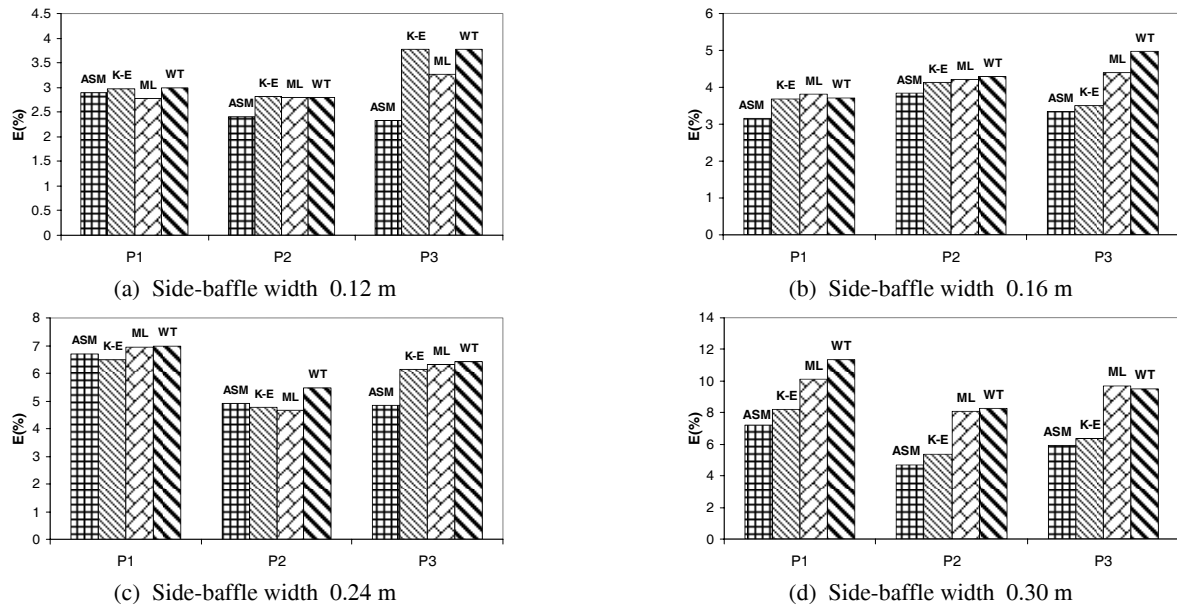 4.5
4
3.5
3
2.5
2
1.5
1
0.5
0
E(%)
ASM K-E ML WT
ASM K-E ML WT
ASM K-E ML WT
P1 P2 P3
(a) Side-baffle width 0.12 m
6
5
4
3
2
1
0
E(%)
ASM K-E ML WT
ASM K-E ML WT
ASM K-E ML WT
P1 P2 P3
(b) Side-baffle width 0.16 m
8
7
6
5
4
3
2
1
0
E(%)
ASM K-E ML WT
ASM K-E ML WT
ASM K-E ML WT
P1 P2 P3
(c) Side-baffle width 0.24 m
14
12
10
8
6
4
2
0
E(%)
ASM K-E ML WT
ASM K-E ML WT
ASM K-E ML WT
P1 P2 P3
(d) Side-baffle width 0.30 m